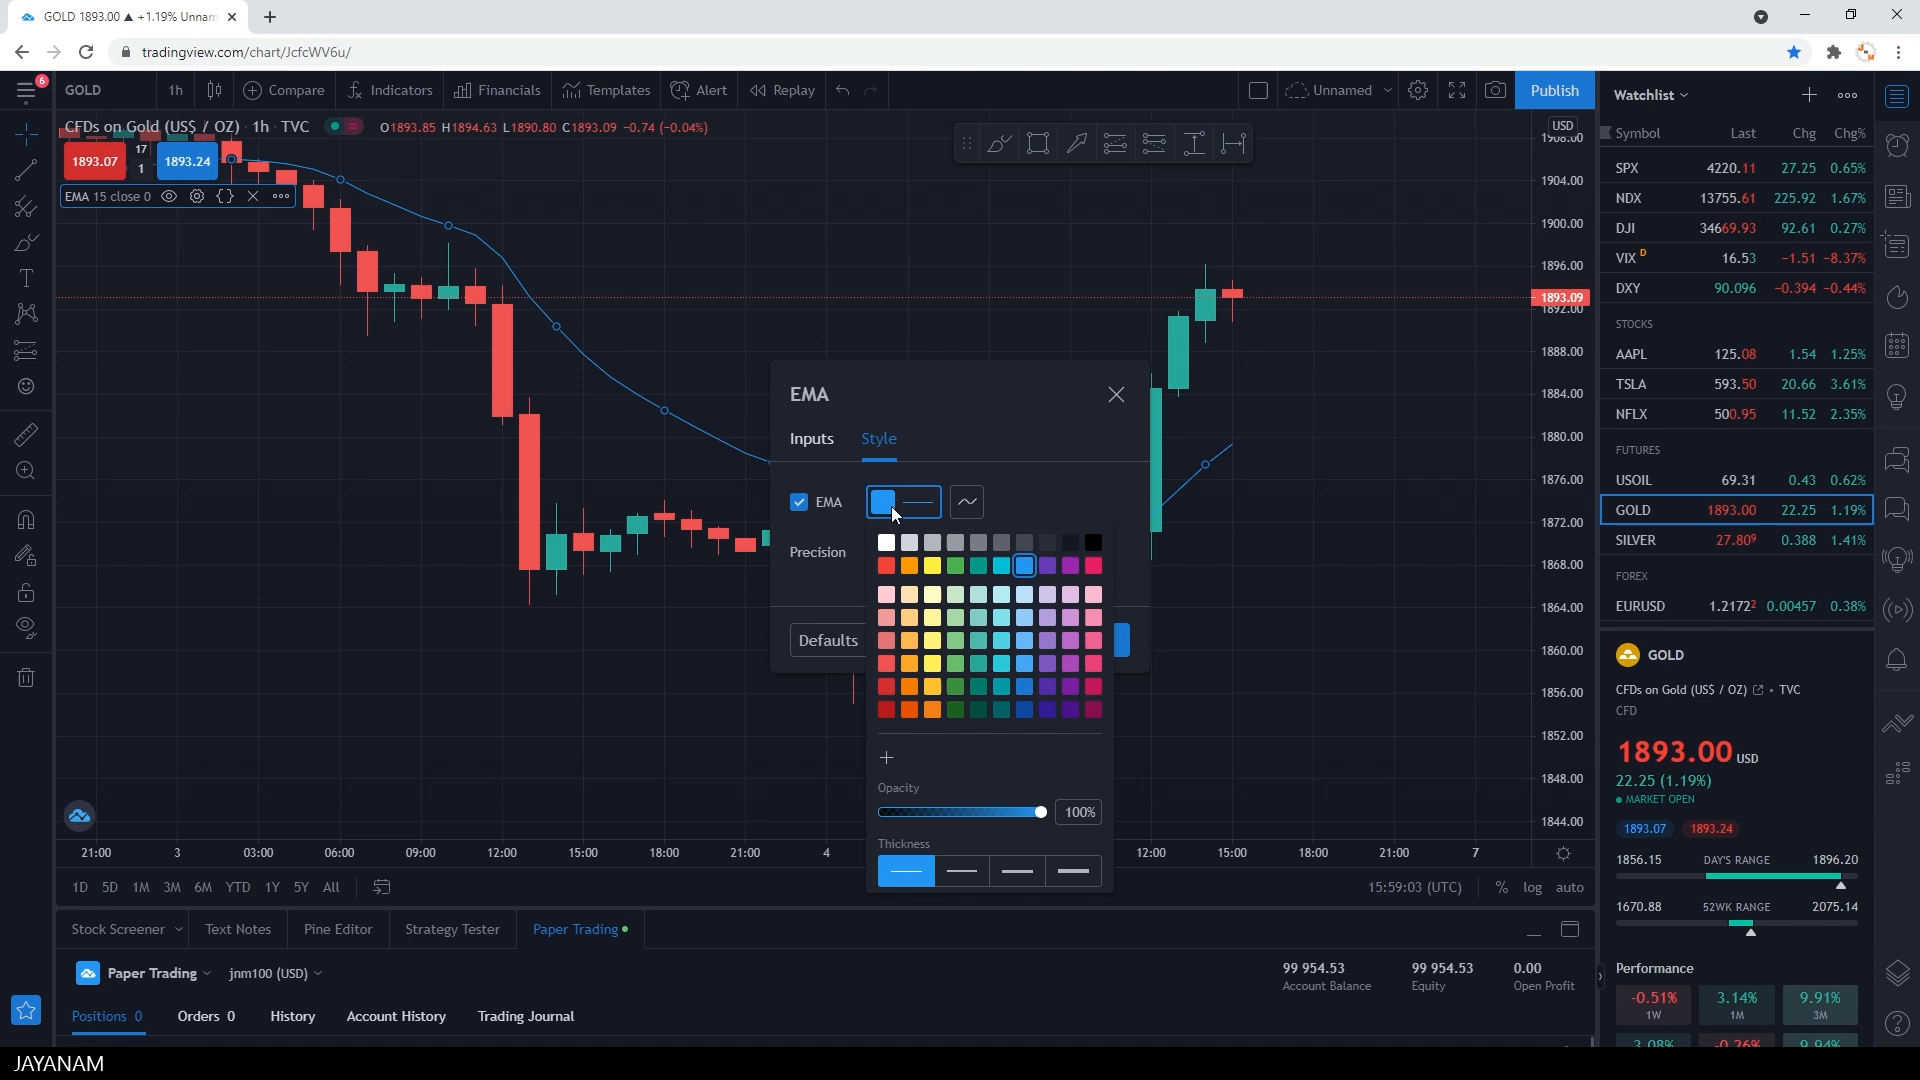 GOLD 1893.00 ▲ +1.19% Unnam
tradingview.com/chart/JcfcWV6u/
6
GOLD 1h Compare Indicators Financials Templates Alert Replay Unnamed Publish
CFDs on Gold (US$ / OZ) · 1h · TVC O1893.85 H1894.63 L1890.80 C1893.09 −0.74 (−0.04%)
1893.07 17 1 1893.24
EMA 15 close 0
USD
1908.00
1904.00
1900.00
1896.00
1893.09
1892.00
1888.00
1884.00
1880.00
1876.00
1872.00
1868.00
1864.00
1860.00
1856.00
1852.00
1848.00
1844.00
EMA
Inputs Style
EMA
Precision
Defaults
Opacity
100%
Thickness
21:00 3 03:00 06:00 09:00 12:00 15:00 18:00 21:00 4 12:00 15:00 18:00 21:00 7
1D 5D 1M 3M 6M YTD 1Y 5Y All 15:59:03 (UTC) % log auto
Stock Screener Text Notes Pine Editor Strategy Tester Paper Trading
Paper Trading jnm100 (USD)
99 954.53 99 954.53 0.00
Account Balance Equity Open Profit
Positions 0 Orders 0 History Account History Trading Journal
Watchlist
Symbol Last Chg Chg%
SPX 4220.11 27.25 0.65%
NDX 13755.61 225.92 1.67%
DJI 34669.93 92.61 0.27%
VIX D 16.53 −1.51 −8.37%
DXY 90.096 −0.394 −0.44%
STOCKS
AAPL 125.08 1.54 1.25%
TSLA 593.50 20.66 3.61%
NFLX 500.95 11.52 2.35%
FUTURES
USOIL 69.31 0.43 0.62%
GOLD 1893.00 22.25 1.19%
SILVER 27.809 0.388 1.41%
FOREX
EURUSD 1.21722 0.00457 0.38%
GOLD
CFDs on Gold (US$ / OZ) • TVC
CFD
1893.00 USD
22.25 (1.19%)
MARKET OPEN
1893.07 1893.24
1856.15 DAY'S RANGE 1896.20
1670.88 52WK RANGE 2075.14
Performance
-0.51% 3.14% 9.91%
1W 1M 3M
3.08% -0.26% 9.94%
JAYANAM